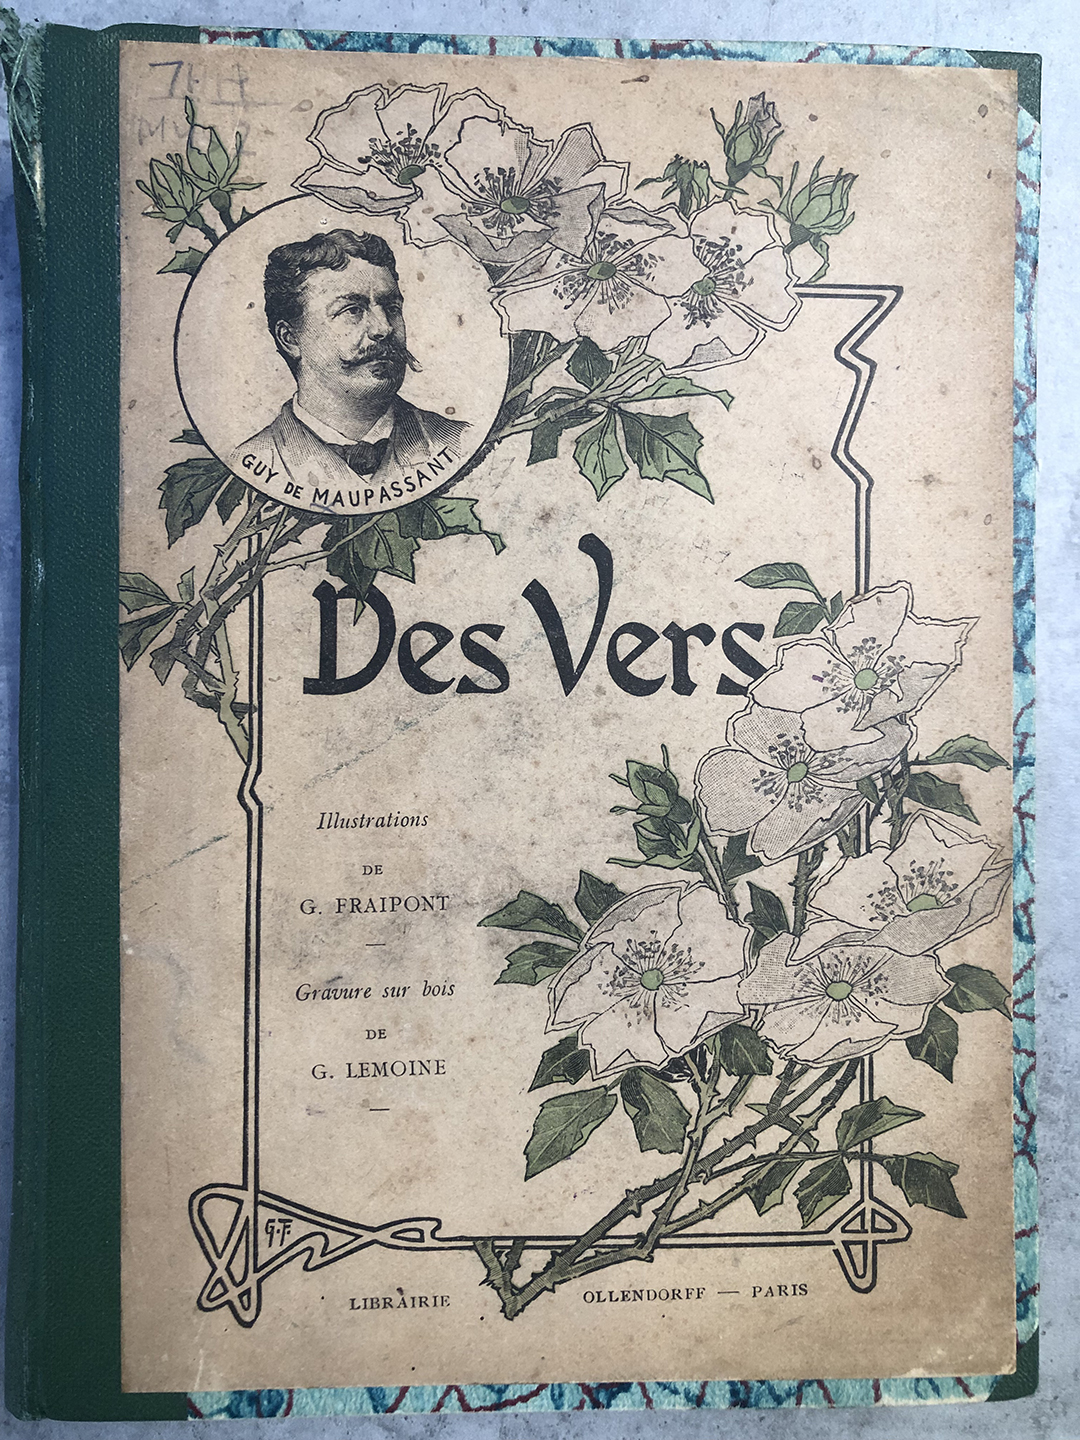 GUY DE MAUPASSANT
Des Vers
Illustrations
DE
G. FRAIPONT
Gravure sur bois
DE
G. LEMOINE
G.F.
LIBRAIRIE OLLENDORFF — PARIS